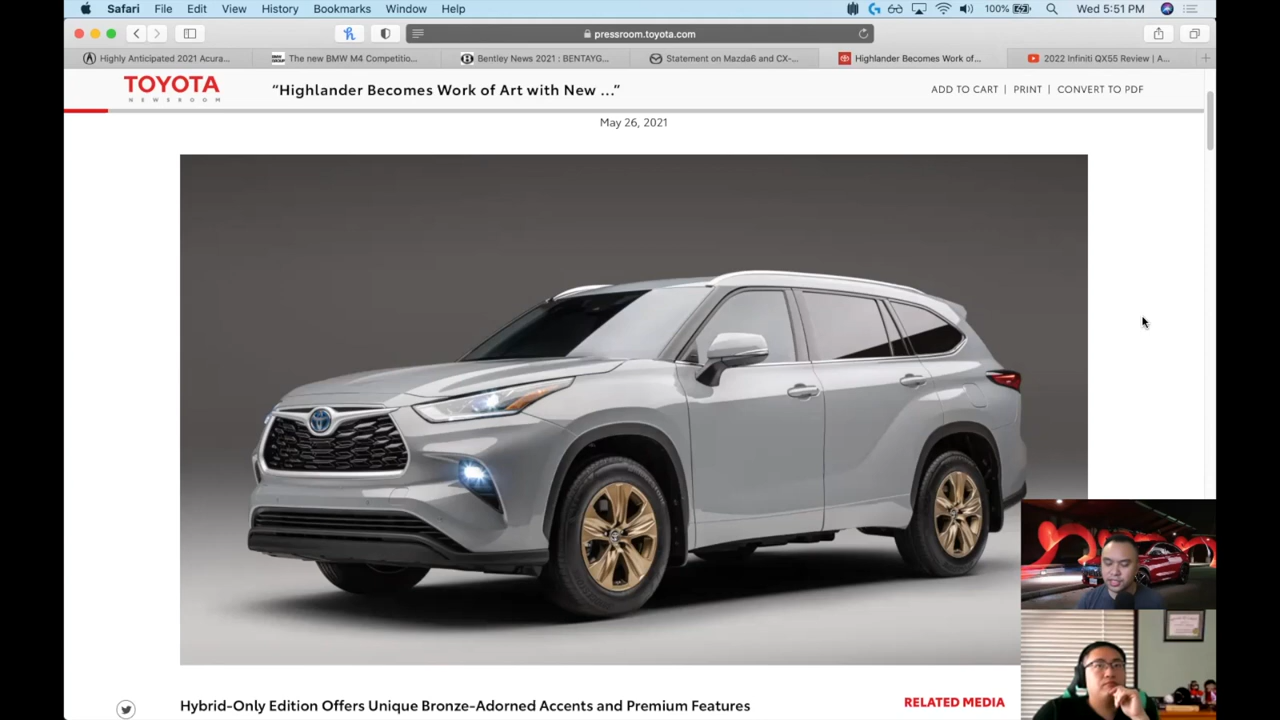 Safari File Edit View History Bookmarks Window Help 100% Wed 5:51 PM
pressroom.toyota.com
Highly Anticipated 2021 Acura... The new BMW M4 Competitio... Bentley News 2021 : BENTAYG... Statement on Mazda6 and CX-... Highlander Becomes Work of... 2022 Infiniti QX55 Review | A...
TOYOTA
NEWSROOM
“Highlander Becomes Work of Art with New ...”
ADD TO CART | PRINT | CONVERT TO PDF
May 26, 2021
Hybrid-Only Edition Offers Unique Bronze-Adorned Accents and Premium Features
RELATED MEDIA